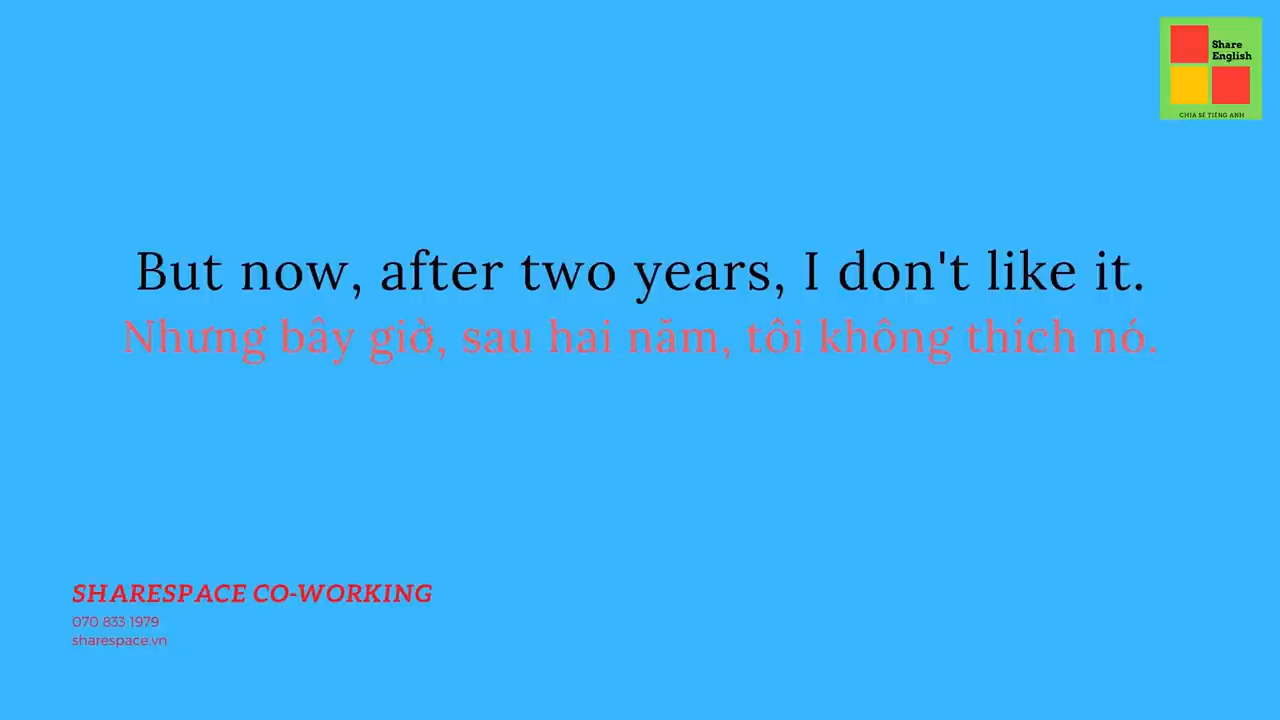 Share
English
CHIA SẺ TIẾNG ANH
But now, after two years, I don't like it.
Nhưng bây giờ, sau hai năm, tôi không thích nó.
SHARESPACE CO-WORKING
070 833 1979
sharespace.vn